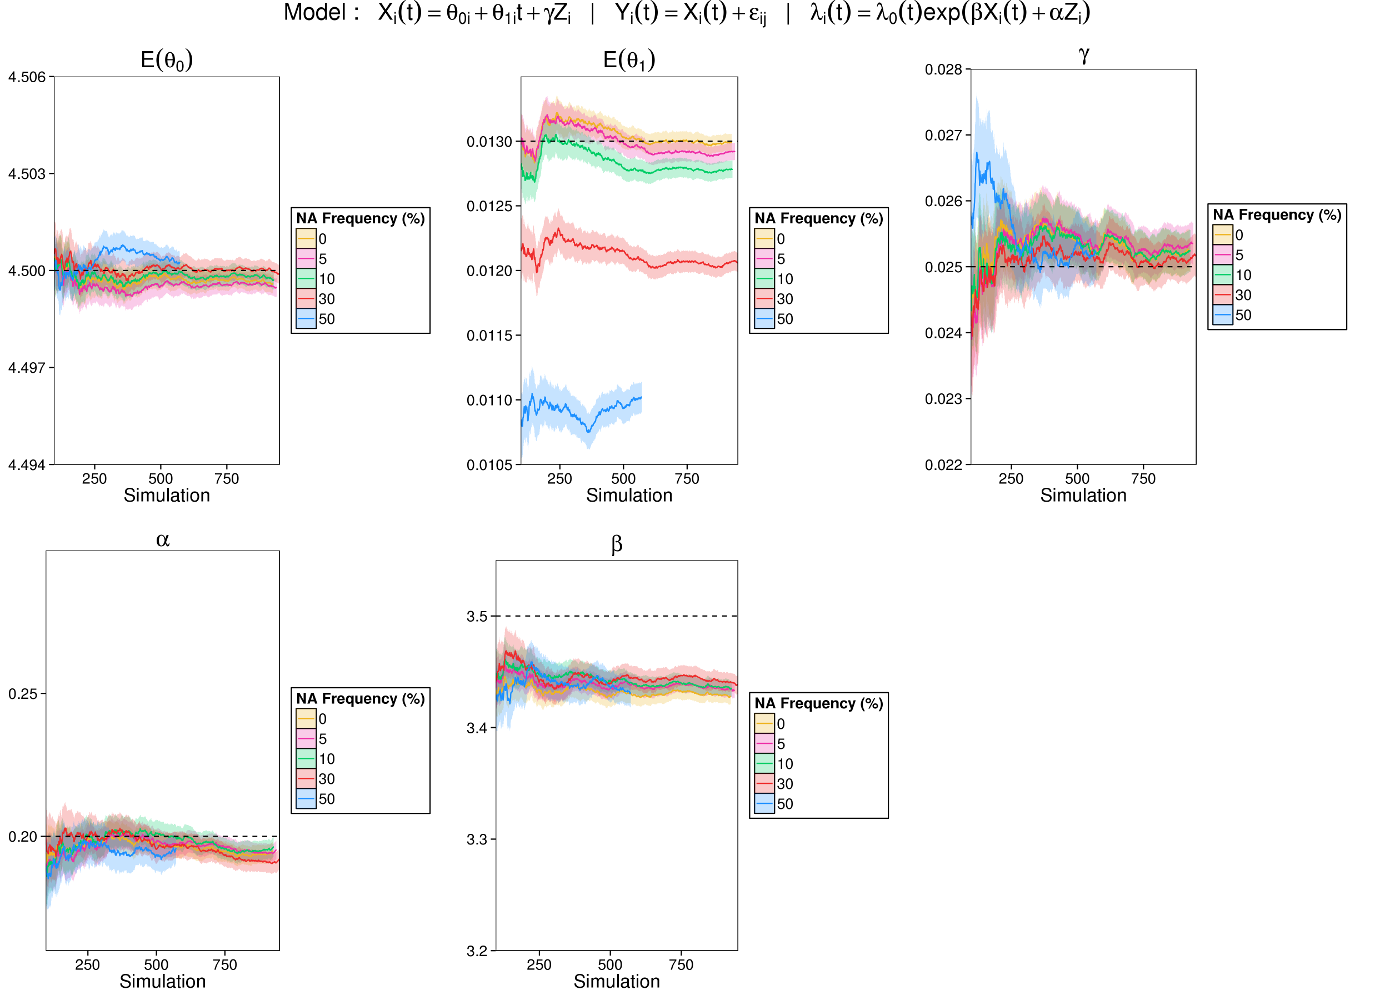 Model : Xᵢ(t) = θ₀ᵢ + θ₁ᵢt + γZᵢ | Yᵢ(t) = Xᵢ(t) + εᵢⱼ | λᵢ(t) = λ₀(t)exp(βXᵢ(t) + αZᵢ)
E(θ₀)
4.506
4.503
4.500
4.497
4.494
250 500 750
Simulation
NA Frequency (%)
0
5
10
30
50
E(θ₁)
0.0130
0.0125
0.0120
0.0115
0.0110
0.0105
250 500 750
Simulation
NA Frequency (%)
0
5
10
30
50
γ
0.028
0.027
0.026
0.025
0.024
0.023
0.022
250 500 750
Simulation
NA Frequency (%)
0
5
10
30
50
α
0.25
0.20
250 500 750
Simulation
NA Frequency (%)
0
5
10
30
50
β
3.5
3.4
3.3
3.2
250 500 750
Simulation
NA Frequency (%)
0
5
10
30
50